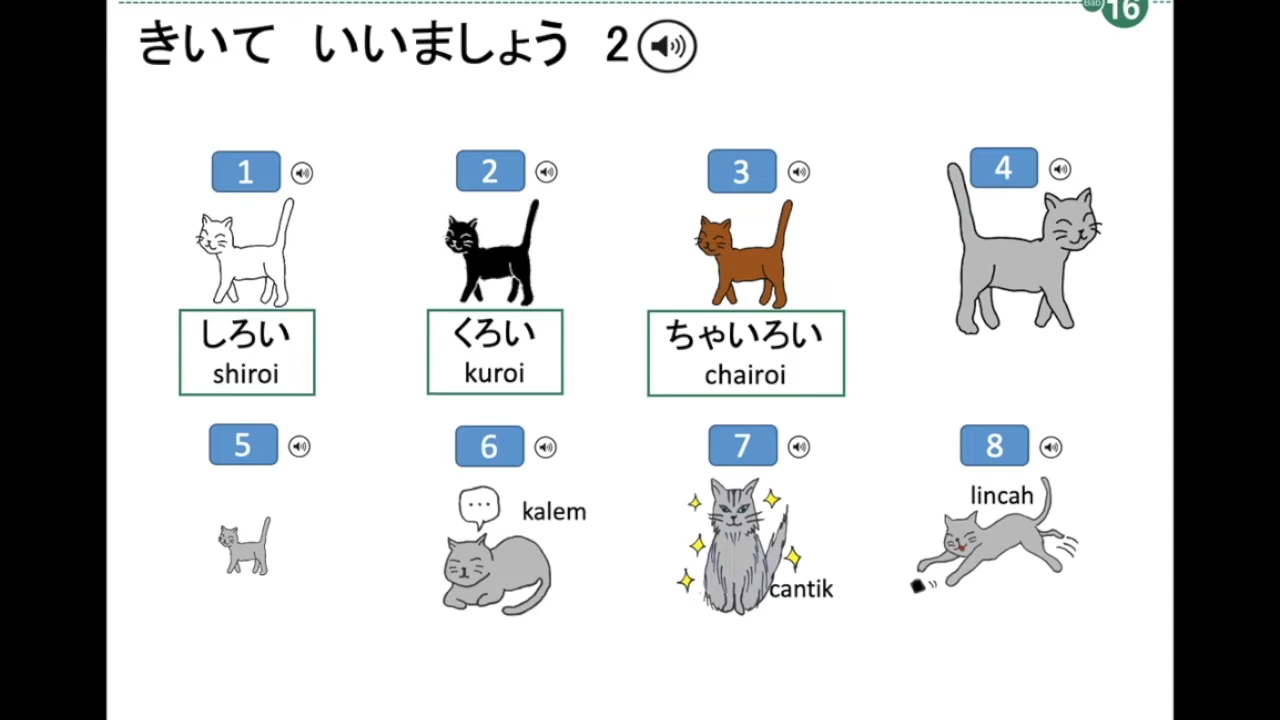 Bab 16
きいて いいましょう 2
1
2
3
4
しろい
shiroi
くろい
kuroi
ちゃいろい
chairoi
5
6
7
8
...
kalem
cantik
lincah